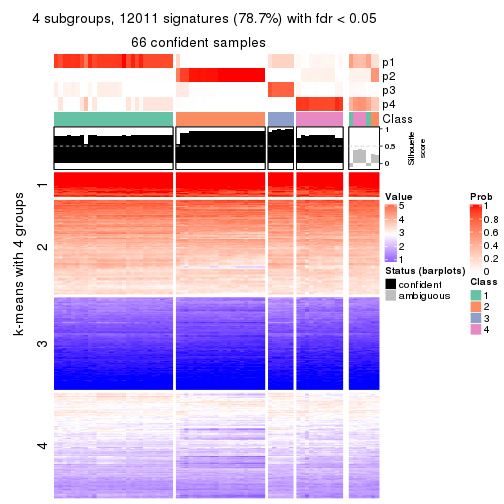 4 subgroups, 12011 signatures (78.7%) with fdr < 0.05
66 confident samples
p1
p2
p3
p4
Class
1
0.5
0
Silhouette
score
k-means with 4 groups
1
2
3
4
Value
5
4
3
2
1
Status (barplots)
confident
ambiguous
Prob
1
0.8
0.6
0.4
0.2
0
Class
1
2
3
4